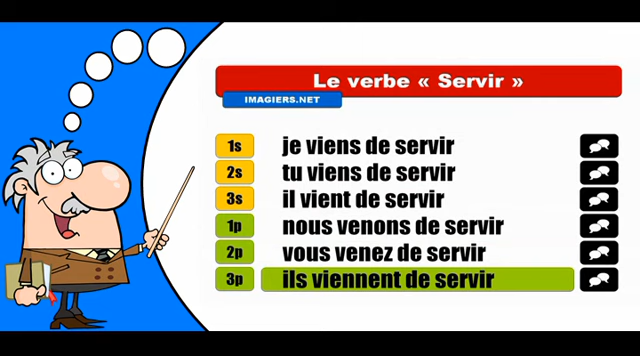 Le verbe « Servir »
IMAGIERS.NET
1s je viens de servir
2s tu viens de servir
3s il vient de servir
1p nous venons de servir
2p vous venez de servir
3p ils viennent de servir